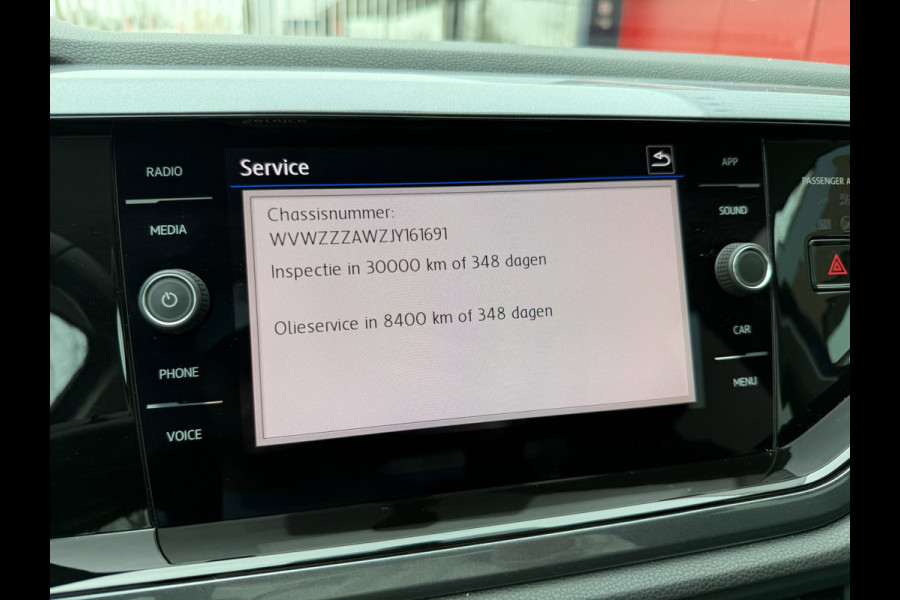 RADIO
MEDIA
PHONE
VOICE
Service
Chassisnummer:
WVWZZZAWZJY161691
Inspectie in 30000 km of 348 dagen
Olieservice in 8400 km of 348 dagen
APP
SOUND
CAR
MENU
PASSENGER A